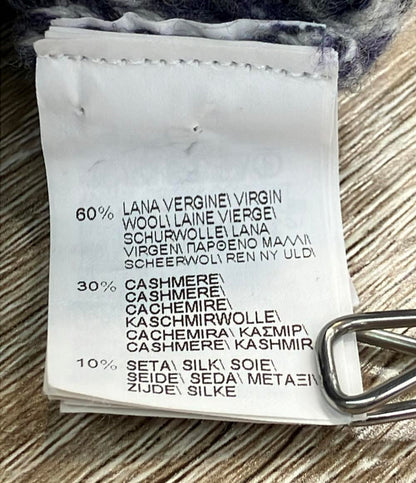 60% LANA VERGINE\ VIRGIN
WOOL\ LAINE VIERGE\
SCHURWOLLE\ LANA
VIRGEN\ ΠΑΡΘΕΝΟ ΜΑΛΛΙ\
SCHEERWOL\ REN NY ULD\
30% CASHMERE\
CASHMERE\
CACHEMIRE\
KASCHMIRWOLLE\
CACHEMIRA\ ΚΑΣΜΙΡ\
CASHMERE\ KASHMIR
10% SETA\ SILK\ SOIE\
SEIDE\ SEDA\ ΜΕΤΑΞΙ\
ZIJDE\ SILKE